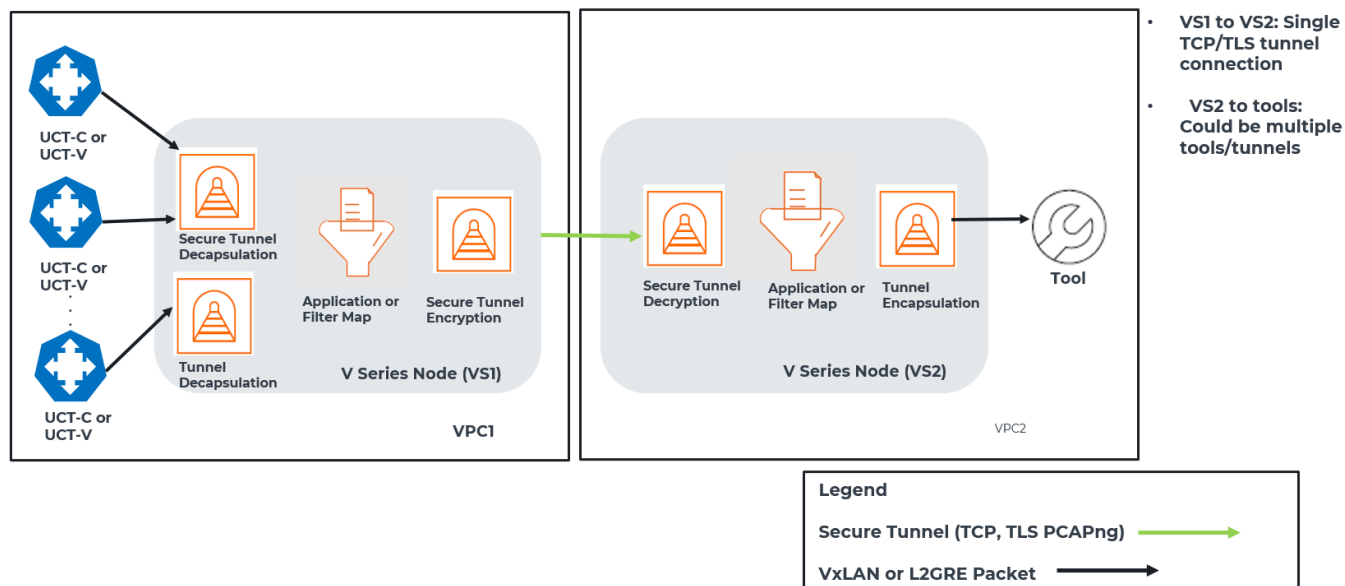 UCT-C or
UCT-V
UCT-C or
UCT-V
.
.
.
UCT-C or
UCT-V
Secure Tunnel
Decapsulation
Tunnel
Decapsulation
Application or
Filter Map
Secure Tunnel
Encryption
V Series Node (VS1)
VPC1
Secure Tunnel
Decryption
Application or
Filter Map
Tunnel
Encapsulation
V Series Node (VS2)
VPC2
Tool
• VS1 to VS2: Single
TCP/TLS tunnel
connection
• VS2 to tools:
Could be multiple
tools/tunnels
Legend
Secure Tunnel (TCP, TLS PCAPng)
VxLAN or L2GRE Packet